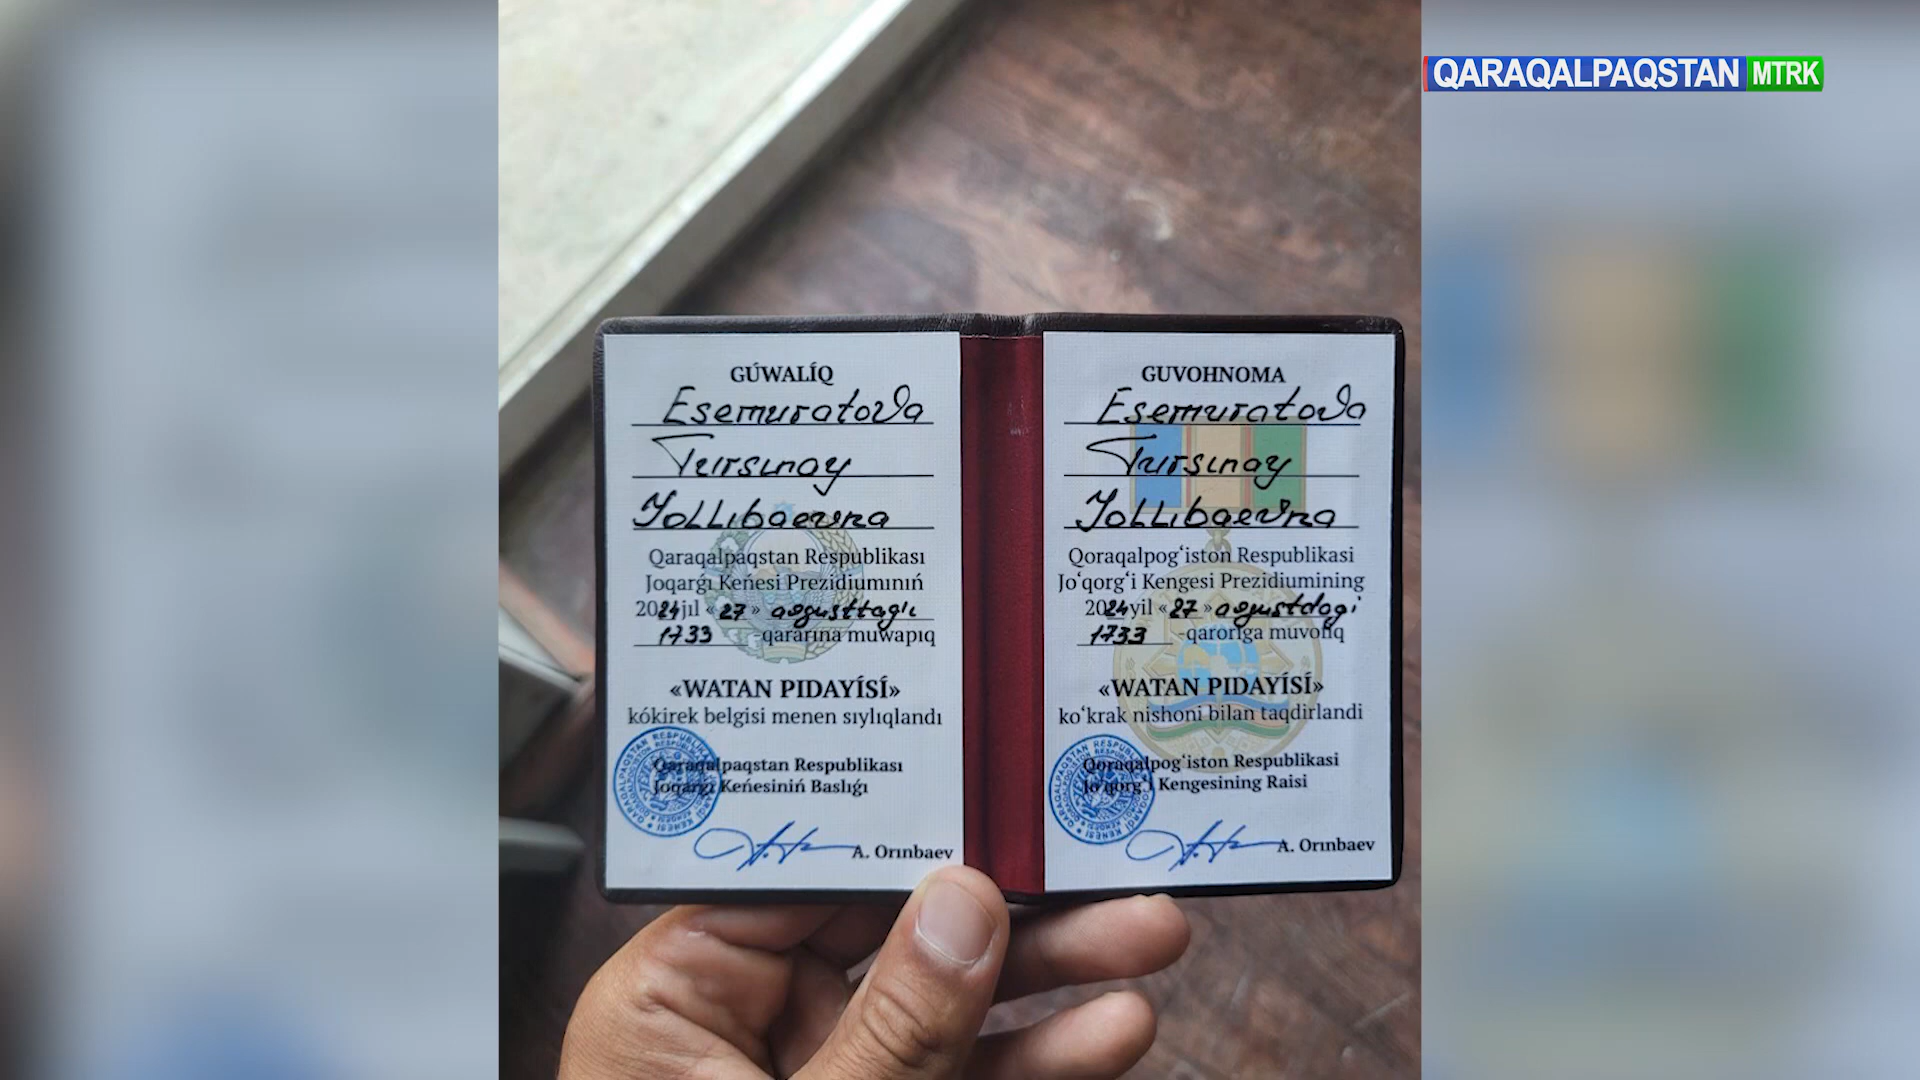 QARAQALPAQSTAN MTRK
GÚWALÍQ
Esemuratova
Tursınay
Jollıbaevna
Qaraqalpaqstan Respublikası
Joqarǵı Keńesi Prezidiumınıń
2024 jıl «27» avgusttaǵı
1733 -qararına muwapıq
«WATAN PIDAYÍSÍ»
kókirek belgisi menen sıylıqlandı
Qaraqalpaqstan Respublikası
Joqarǵı Keńesiniń Baslıǵı
A. Orınbaev
GUVOHNOMA
Esemuratova
Tursınay
Jollıbaevna
Qoraqalpog‘iston Respublikasi
Jo‘qorg‘i Kengesi Prezidiumining
2024 yil «27» avgustdagi
1733 -qaroriga muvofiq
«WATAN PIDAYÍSÍ»
ko‘krak nishoni bilan taqdirlandi
Qoraqalpog‘iston Respublikasi
Jo‘qorg‘i Kengesining Raisi
A. Orınbaev